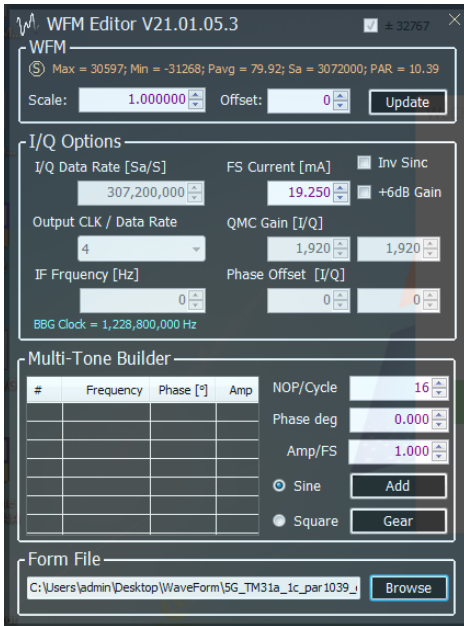 WFM Editor V21.01.05.3
± 32767
WFM
S Max = 30597; Min = -31268; Pavg = 79.92; Sa = 3072000; PAR = 10.39
Scale: 1.000000 Offset: 0 Update
I/Q Options
I/Q Data Rate [Sa/S] FS Current [mA] Inv Sinc
307,200,000 19.250 +6dB Gain
Output CLK / Data Rate QMC Gain [I/Q]
4 1,920 1,920
IF Frquency [Hz] Phase Offset [I/Q]
0 0 0
BBG Clock = 1,228,800,000 Hz
Multi-Tone Builder
# Frequency Phase [º] Amp NOP/Cycle 16
Phase deg 0.000
Amp/FS 1.000
Sine Add
Square Gear
Form File
C:\Users\admin\Desktop\WaveForm\5G_TM31a_1c_par1039_ Browse